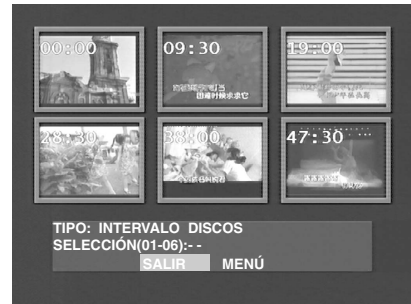 00:00
09:30
19:00
28:30
38:00
47:30
TIPO: INTERVALO DISCOS
SELECCIÓN(01-06):- -
SALIR MENÚ